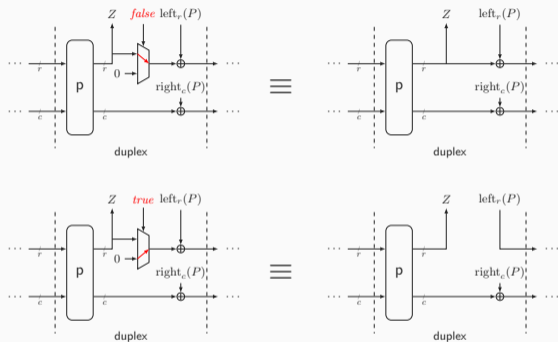 Z false left_r(P)
Z left_r(P)
··· r p r 0 ···
··· r p r ···
right_c(P)
right_c(P)
··· c c ···
··· c c ···
≡
duplex
duplex
Z true left_r(P)
Z left_r(P)
··· r p r 0 ···
··· r p r ···
right_c(P)
right_c(P)
··· c c ···
··· c c ···
≡
duplex
duplex